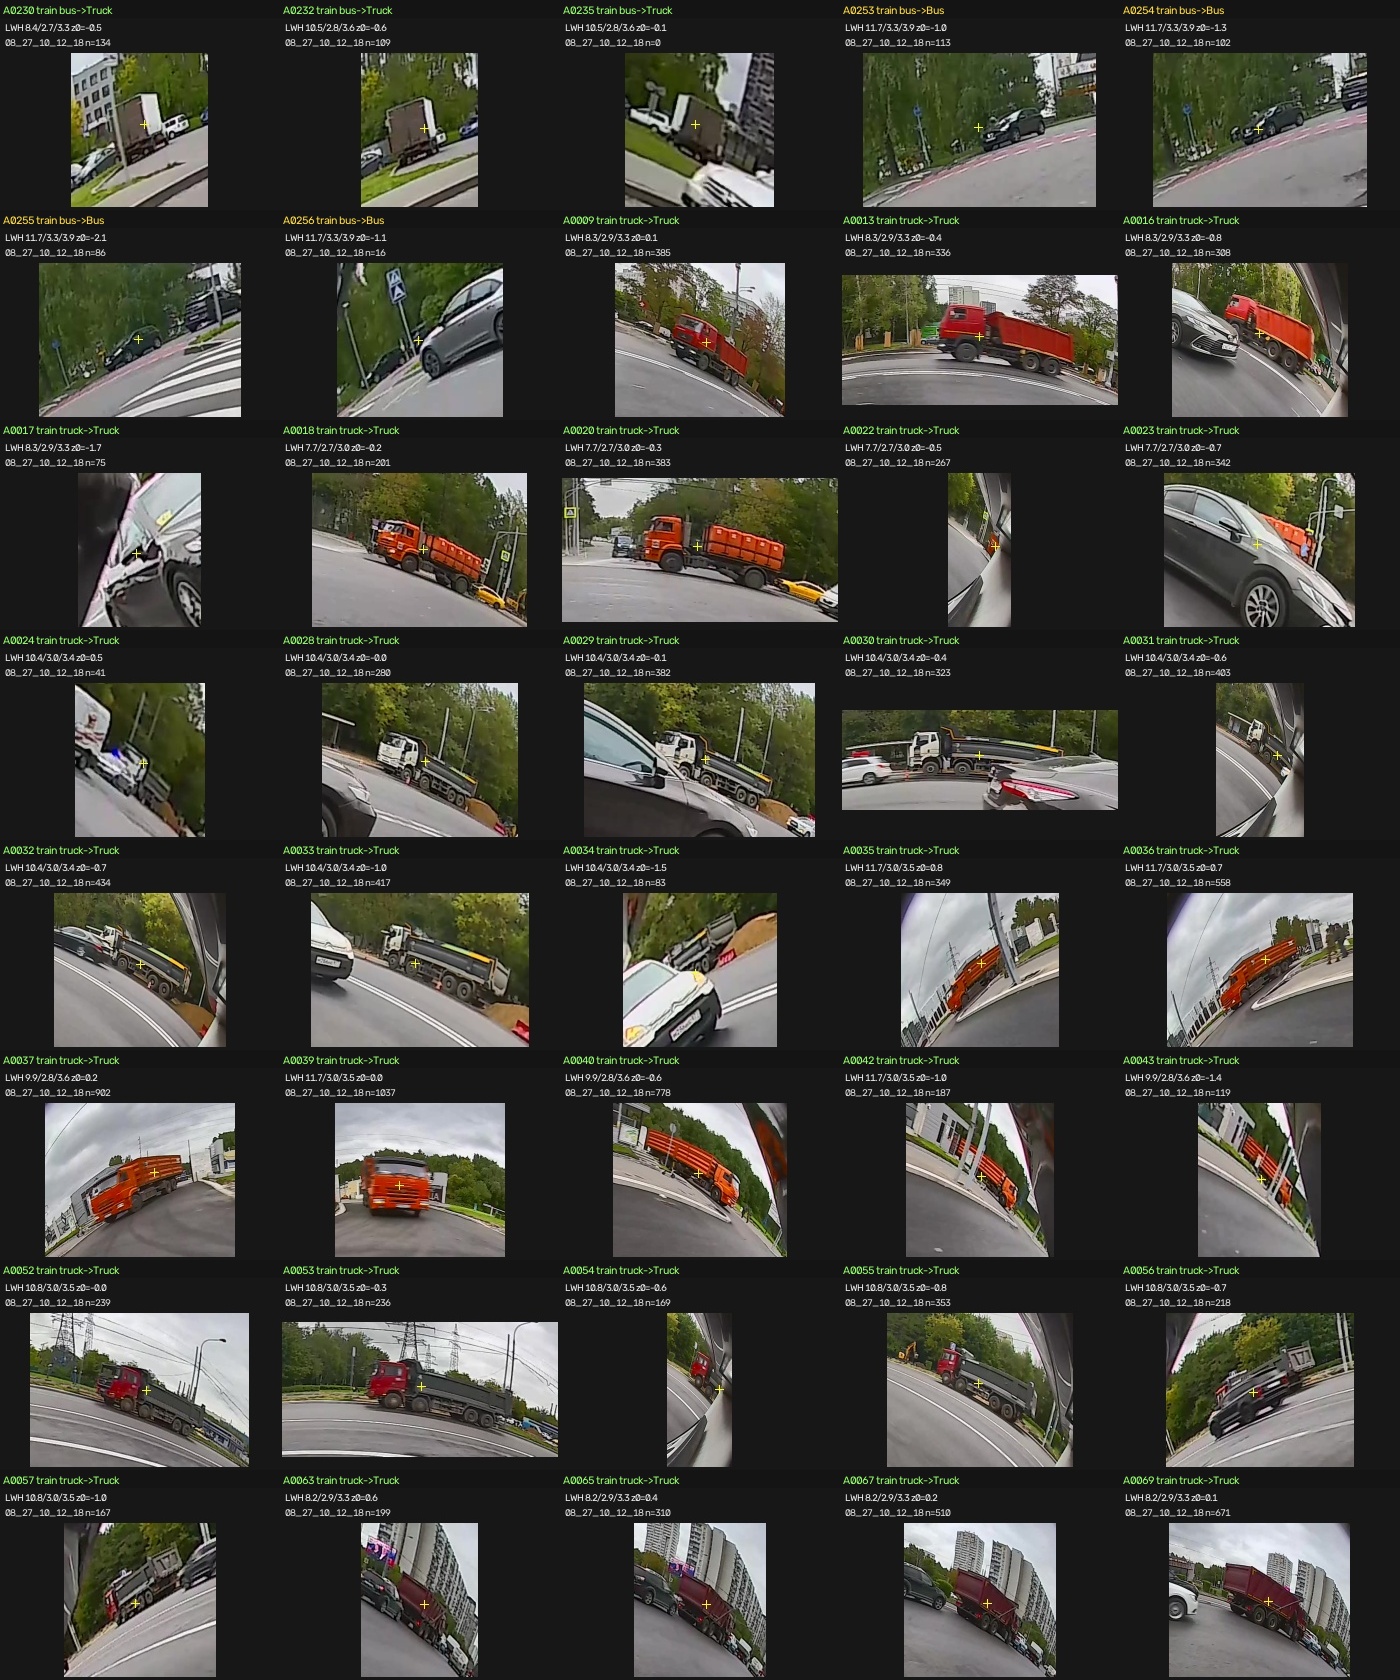 A0230 train bus->Truck
LWH 8.4/2.7/3.3 z0=-0.5
08_27_10_12_18 n=134
A0232 train bus->Truck
LWH 10.5/2.8/3.6 z0=-0.6
08_27_10_12_18 n=109
A0235 train bus->Truck
LWH 10.5/2.8/3.6 z0=-0.1
08_27_10_12_18 n=0
A0253 train bus->Bus
LWH 11.7/3.3/3.9 z0=-1.0
08_27_10_12_18 n=113
A0254 train bus->Bus
LWH 11.7/3.3/3.9 z0=-1.3
08_27_10_12_18 n=102
A0255 train bus->Bus
LWH 11.7/3.3/3.9 z0=-2.1
08_27_10_12_18 n=86
A0256 train bus->Bus
LWH 11.7/3.3/3.9 z0=-1.1
08_27_10_12_18 n=16
A0009 train truck->Truck
LWH 8.3/2.9/3.3 z0=0.1
08_27_10_12_18 n=385
A0013 train truck->Truck
LWH 8.3/2.9/3.3 z0=-0.4
08_27_10_12_18 n=336
A0016 train truck->Truck
LWH 8.3/2.9/3.3 z0=-0.8
08_27_10_12_18 n=308
A0017 train truck->Truck
LWH 8.3/2.9/3.3 z0=-1.7
08_27_10_12_18 n=75
A0018 train truck->Truck
LWH 7.7/2.7/3.0 z0=-0.2
08_27_10_12_18 n=201
A0020 train truck->Truck
LWH 7.7/2.7/3.0 z0=-0.3
08_27_10_12_18 n=383
A0022 train truck->Truck
LWH 7.7/2.7/3.0 z0=-0.5
08_27_10_12_18 n=267
A0023 train truck->Truck
LWH 7.7/2.7/3.0 z0=-0.7
08_27_10_12_18 n=342
A0024 train truck->Truck
LWH 10.4/3.0/3.4 z0=0.5
08_27_10_12_18 n=41
A0028 train truck->Truck
LWH 10.4/3.0/3.4 z0=-0.0
08_27_10_12_18 n=280
A0029 train truck->Truck
LWH 10.4/3.0/3.4 z0=-0.1
08_27_10_12_18 n=382
A0030 train truck->Truck
LWH 10.4/3.0/3.4 z0=-0.4
08_27_10_12_18 n=323
A0031 train truck->Truck
LWH 10.4/3.0/3.4 z0=-0.6
08_27_10_12_18 n=403
A0032 train truck->Truck
LWH 10.4/3.0/3.4 z0=-0.7
08_27_10_12_18 n=434
A0033 train truck->Truck
LWH 10.4/3.0/3.4 z0=-1.0
08_27_10_12_18 n=417
A0034 train truck->Truck
LWH 10.4/3.0/3.4 z0=-1.5
08_27_10_12_18 n=83
A0035 train truck->Truck
LWH 11.7/3.0/3.5 z0=0.8
08_27_10_12_18 n=349
A0036 train truck->Truck
LWH 11.7/3.0/3.5 z0=0.7
08_27_10_12_18 n=558
A0037 train truck->Truck
LWH 9.9/2.8/3.6 z0=0.2
08_27_10_12_18 n=902
A0039 train truck->Truck
LWH 11.7/3.0/3.5 z0=0.0
08_27_10_12_18 n=1037
A0040 train truck->Truck
LWH 9.9/2.8/3.6 z0=-0.6
08_27_10_12_18 n=778
A0042 train truck->Truck
LWH 11.7/3.0/3.5 z0=-1.0
08_27_10_12_18 n=187
A0043 train truck->Truck
LWH 9.9/2.8/3.6 z0=-1.4
08_27_10_12_18 n=119
A0052 train truck->Truck
LWH 10.8/3.0/3.5 z0=-0.0
08_27_10_12_18 n=239
A0053 train truck->Truck
LWH 10.8/3.0/3.5 z0=-0.3
08_27_10_12_18 n=236
A0054 train truck->Truck
LWH 10.8/3.0/3.5 z0=-0.6
08_27_10_12_18 n=169
A0055 train truck->Truck
LWH 10.8/3.0/3.5 z0=-0.8
08_27_10_12_18 n=353
A0056 train truck->Truck
LWH 10.8/3.0/3.5 z0=-0.7
08_27_10_12_18 n=218
A0057 train truck->Truck
LWH 10.8/3.0/3.5 z0=-1.0
08_27_10_12_18 n=167
A0063 train truck->Truck
LWH 8.2/2.9/3.3 z0=0.6
08_27_10_12_18 n=199
A0065 train truck->Truck
LWH 8.2/2.9/3.3 z0=0.4
08_27_10_12_18 n=310
A0067 train truck->Truck
LWH 8.2/2.9/3.3 z0=0.2
08_27_10_12_18 n=510
A0069 train truck->Truck
LWH 8.2/2.9/3.3 z0=0.1
08_27_10_12_18 n=671